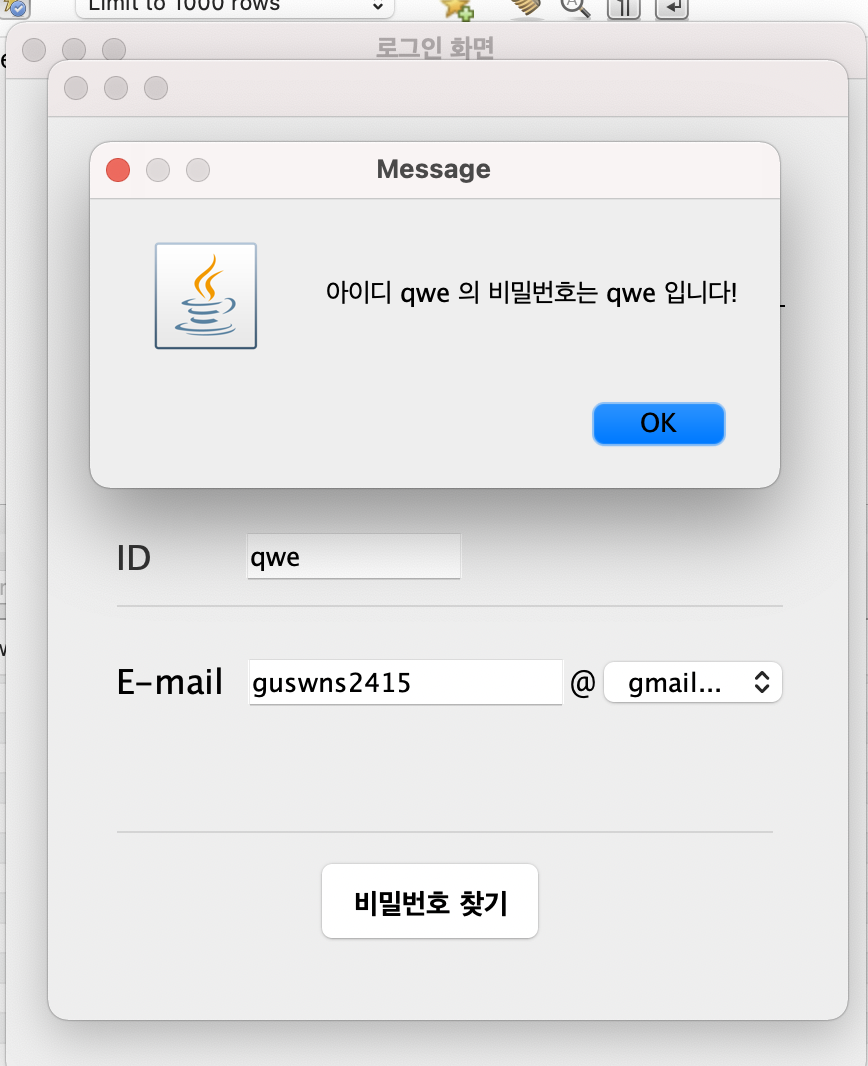 Limit to 1000 rows
로그인 화면
Message
아이디 qwe 의 비밀번호는 qwe 입니다!
OK
ID
qwe
E-mail
guswns2415
@
gmail...
비밀번호 찾기